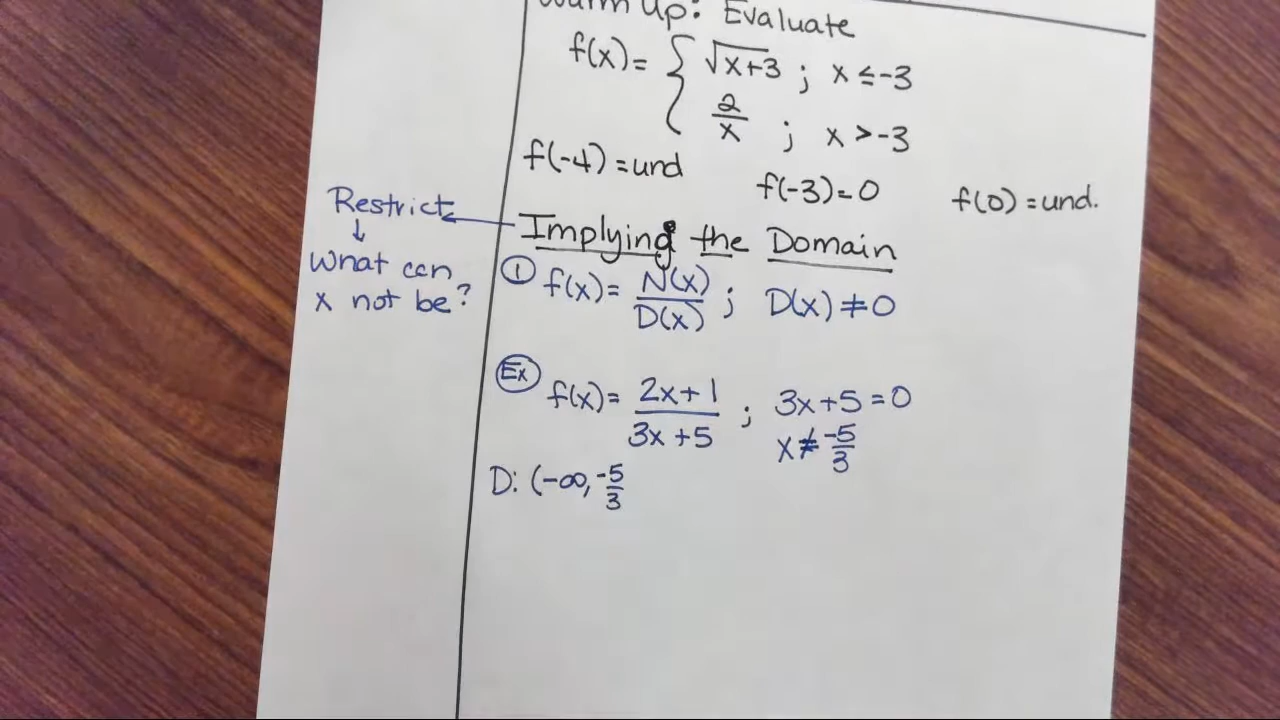 Warm Up: Evaluate
f(x) = { √x+3 ; x ≤ -3
2/x ; x > -3
f(-4) = und f(-3) = 0 f(0) = und.
Restrict ← Implying the Domain
↓
What can
x not be?
① f(x) = N(x)/D(x) ; D(x) ≠ 0
Ex f(x) = 2x+1/3x+5 ; 3x+5 = 0
x ≠ -5/3
D: (-∞, -5/3